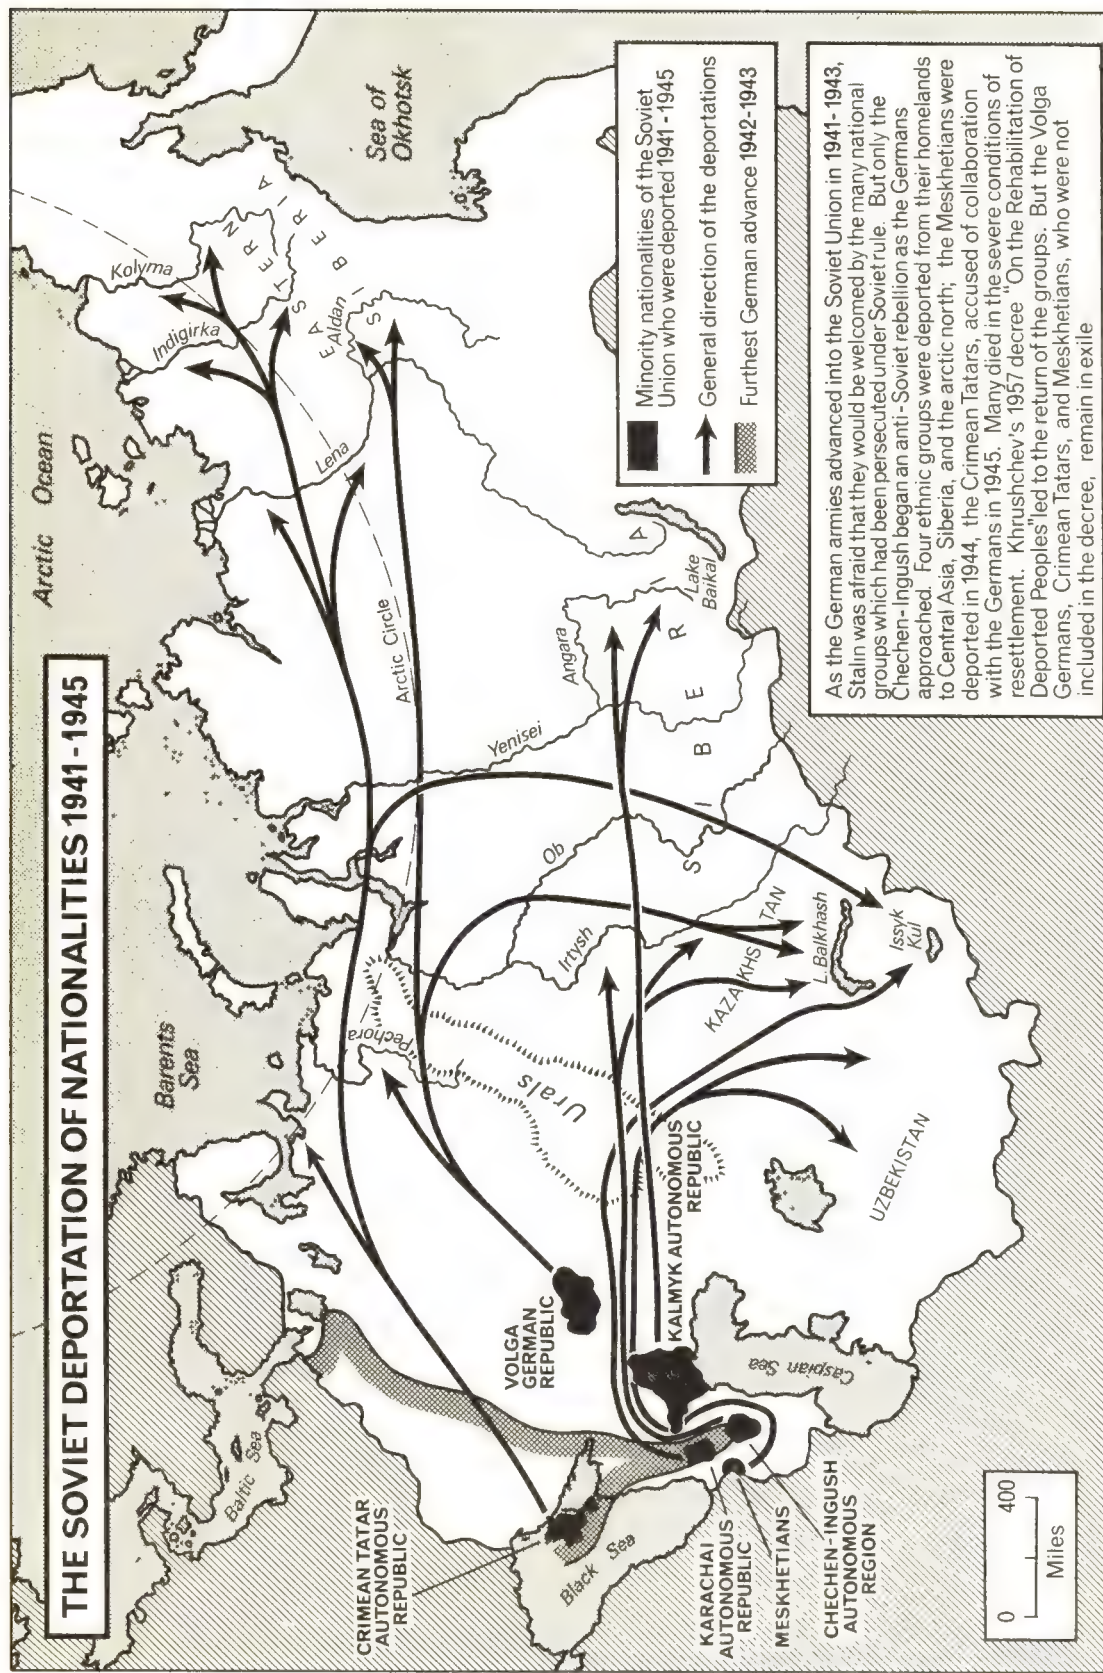 THE SOVIET DEPORTATION OF NATIONALITIES 1941-1945
Arctic Ocean
Barents
Sea
Sea of
Okhotsk
Baltic Sea
Black Sea
Caspian Sea
Arctic Circle
Kolyma
Indigirka
Lena
Aldan
EASTERN
SIBERIA
Yenisei
Angara
Lake
Baikal
Ob
Irtysh
Pechora
Urals
SIBERIA
KAZAKHSTAN
L. Balkhash
Issyk
Kul
UZBEKISTAN
VOLGA
GERMAN
REPUBLIC
KALMYK AUTONOMOUS
REPUBLIC
CRIMEAN TATAR
AUTONOMOUS
REPUBLIC
KARACHAI
AUTONOMOUS
REPUBLIC
MESKHETIANS
CHECHEN-INGUSH
AUTONOMOUS
REGION
0 400
Miles
Minority nationalities of the Soviet
Union who were deported 1941-1945
General direction of the deportations
Furthest German advance 1942-1943
As the German armies advanced into the Soviet Union in 1941-1943,
Stalin was afraid that they would be welcomed by the many national
groups which had been persecuted under Soviet rule. But only the
Chechen-Ingush began an anti-Soviet rebellion as the Germans
approached. Four ethnic groups were deported from their homelands
to Central Asia, Siberia, and the arctic north; the Meskhetians were
deported in 1944, the Crimean Tatars, accused of collaboration
with the Germans in 1945. Many died in the severe conditions of
resettlement. Khrushchev's 1957 decree "On the Rehabilitation of
Deported Peoples" led to the return of the groups. But the Volga
Germans, Crimean Tatars, and Meskhetians, who were not
included in the decree, remain in exile